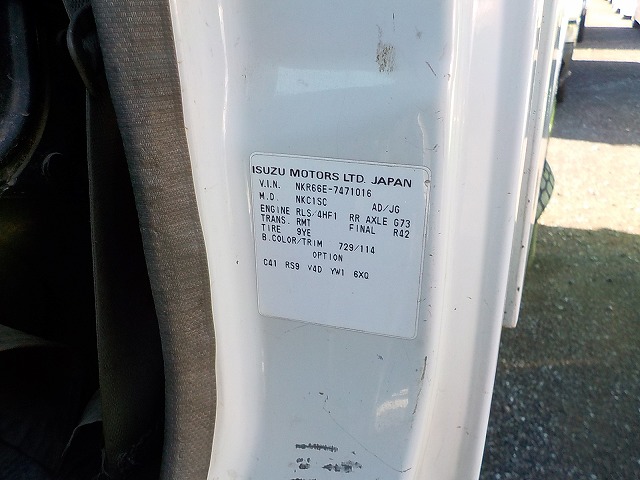 ISUZU MOTORS LTD. JAPAN
V.I.N. NKR66E-7471016
M.D. NKC1SC AD/JG
ENGINE RLS/4HF1 RR AXLE G73
TRANS. RMT FINAL R42
TIRE 9YE
B.COLOR/TRIM 729/114
OPTION
C41 RS9 V4D YW1 6XQ